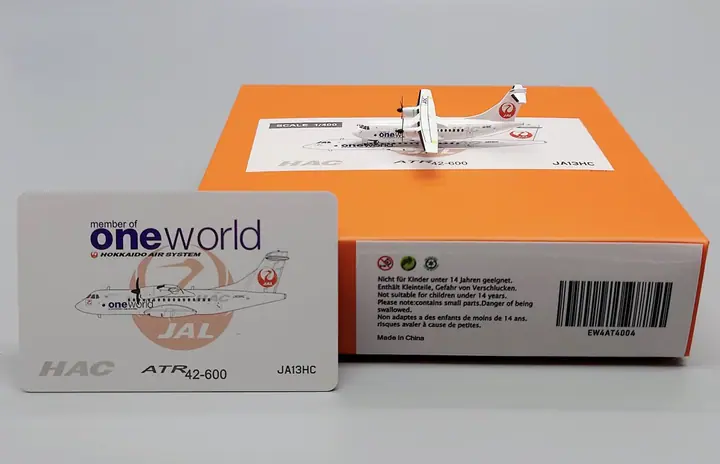 SCALE 1/400
oneworld
HAC
ATR 42-600
JA13HC
member of
oneworld
HOKKAIDO AIR SYSTEM
JAL
oneworld
JAL
HAC
ATR 42-600
JA13HC
Nicht für Kinder unter 14 Jahren geeignet.
Enthält Kleinteile, Gefahr von Verschlucken.
Not suitable for children under 14 years.
Please note:contains small parts.Danger of being
swallowed.
Non adaptes a des enfants de moins de 14 ans.
risques avaler à cause de petites.
Made in China
EW4AT4004